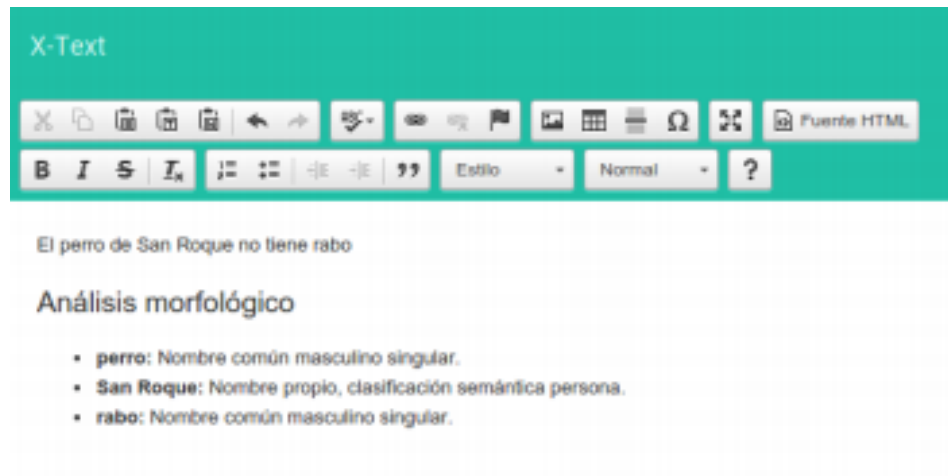 X-Text
Fuente HTML
B I S Ix Estilo Normal ?
El perro de San Roque no tiene rabo
Análisis morfológico
• perro: Nombre común masculino singular.
• San Roque: Nombre propio, clasificación semántica persona.
• rabo: Nombre común masculino singular.